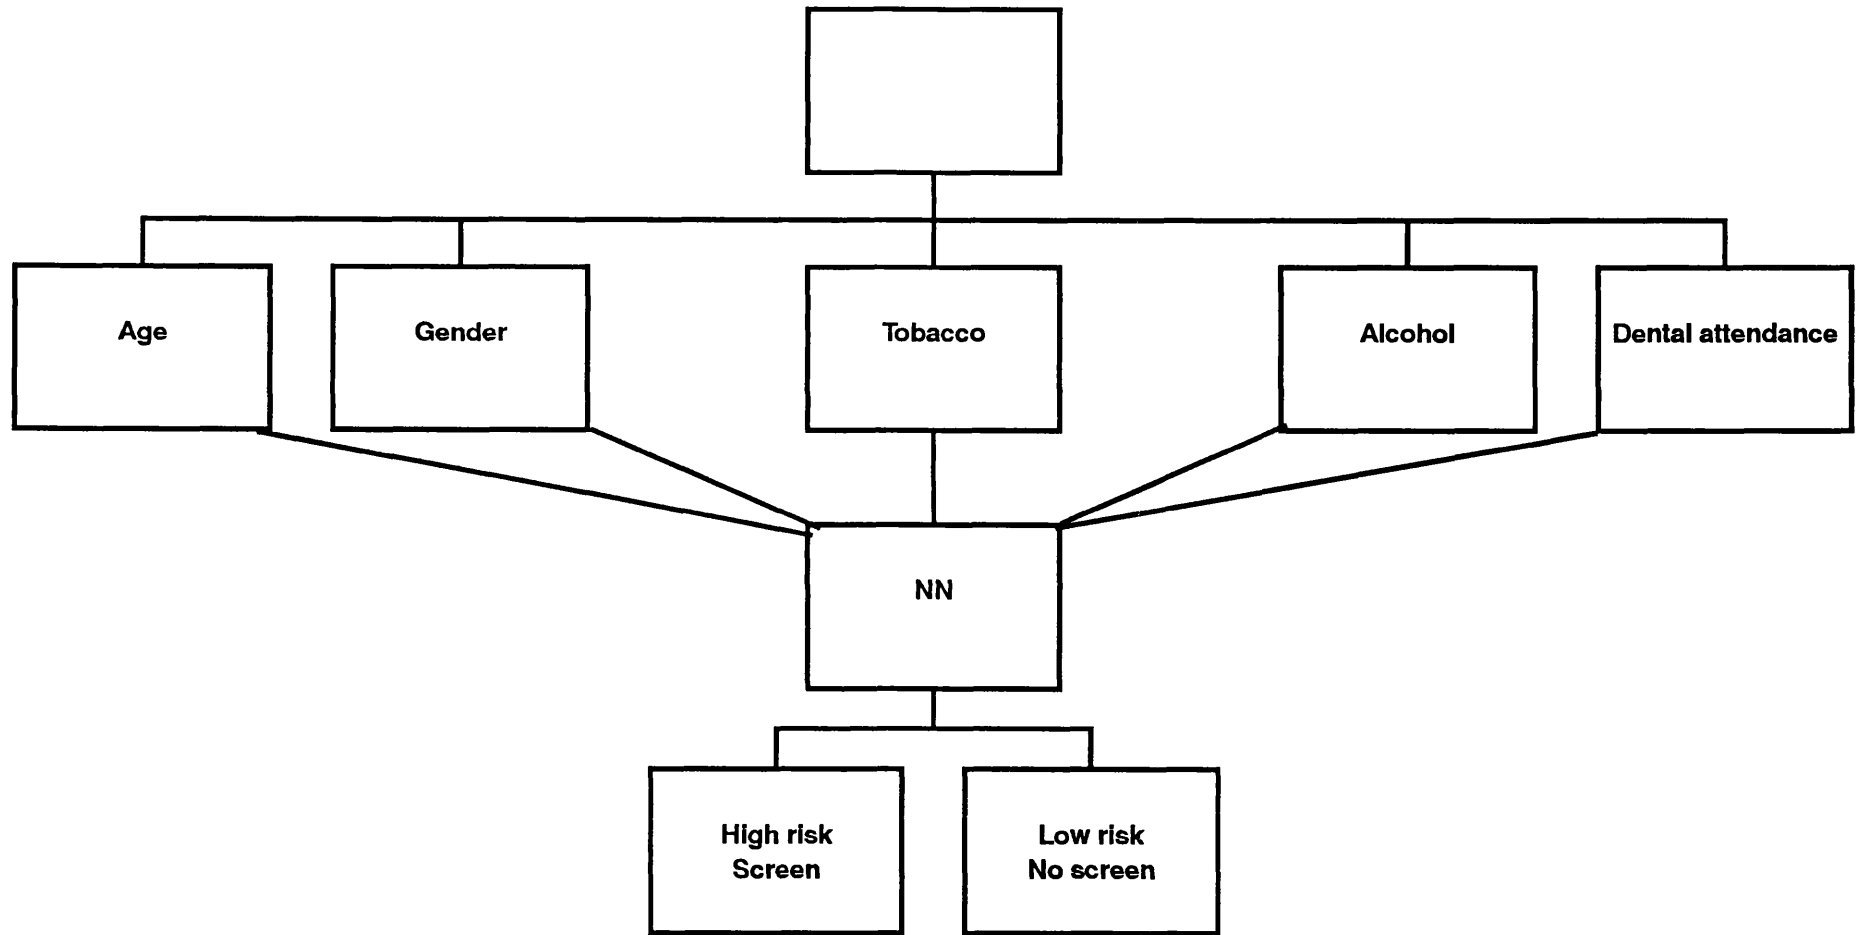 Age
Gender
Tobacco
Alcohol
Dental attendance
NN
High risk
Screen
Low risk
No screen